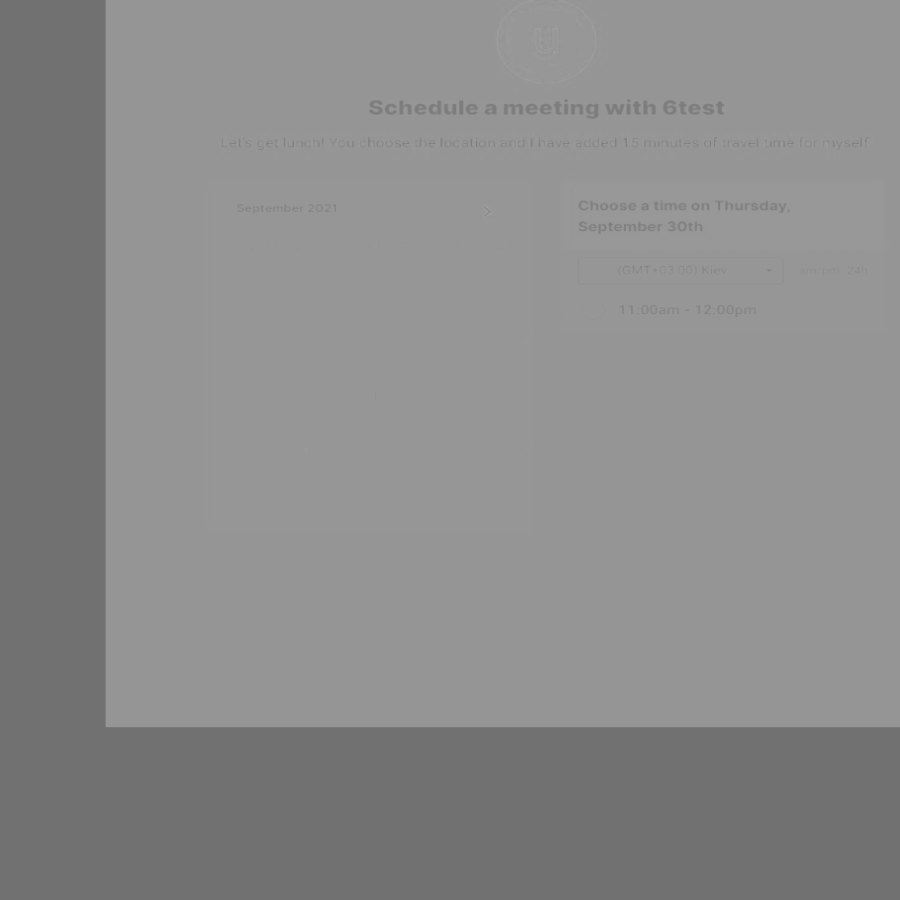 Schedule a meeting with 6test
Let's get lunch! You choose the location and I have added 15 minutes of travel time for myself.
September 2021
Choose a time on Thursday,
September 30th
(GMT+03:00) Kiev
am/pm 24h
11:00am - 12:00pm